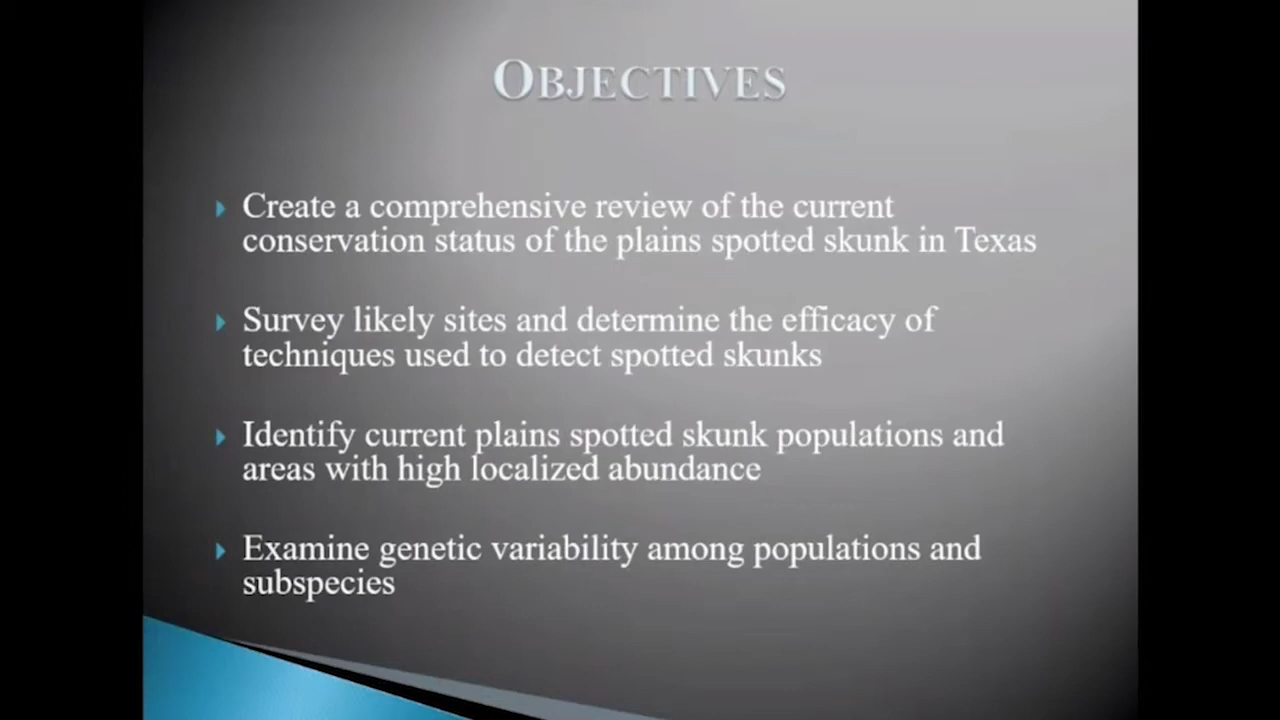 OBJECTIVES
Create a comprehensive review of the current
conservation status of the plains spotted skunk in Texas
Survey likely sites and determine the efficacy of
techniques used to detect spotted skunks
Identify current plains spotted skunk populations and
areas with high localized abundance
Examine genetic variability among populations and
subspecies